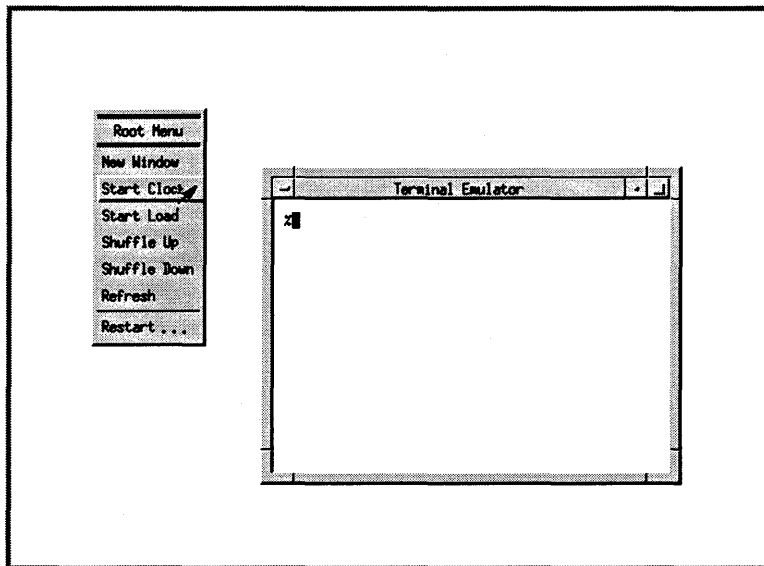 Root Menu
New Window
Start Clock
Start Load
Shuffle Up
Shuffle Down
Refresh
Restart ...
Terminal Emulator
%